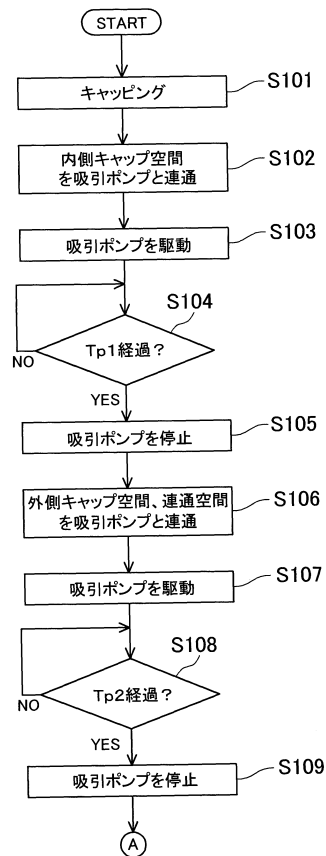 START
キャッピング
S101
内側キャップ空間
を吸引ポンプと連通
S102
吸引ポンプを駆動
S103
S104
Tp1経過？
NO
YES
吸引ポンプを停止
S105
外側キャップ空間、連通空間
を吸引ポンプと連通
S106
吸引ポンプを駆動
S107
S108
Tp2経過？
NO
YES
吸引ポンプを停止
S109
A